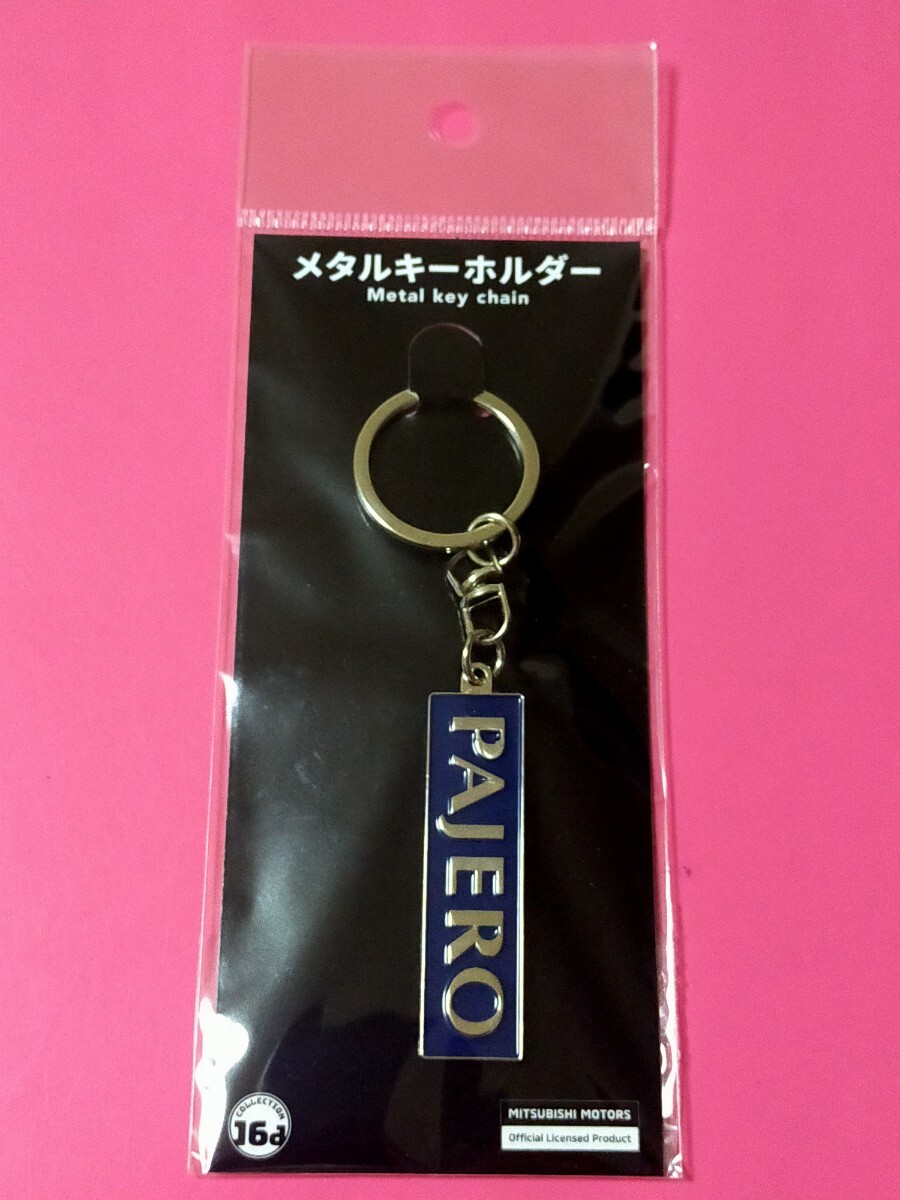 メタルキーホルダー
Metal key chain
PAJERO
COLLECTION
16d
MITSUBISHI MOTORS
Official Licensed Product